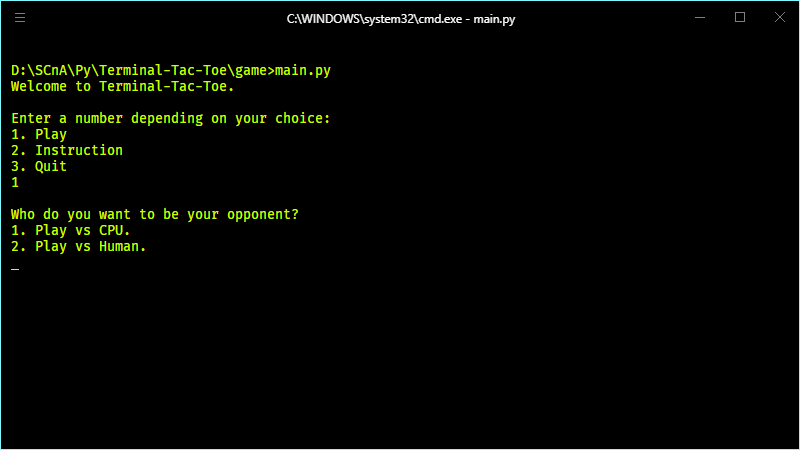 C:\WINDOWS\system32\cmd.exe - main.py
D:\SCnA\Py\Terminal-Tac-Toe\game>main.py
Welcome to Terminal-Tac-Toe.
Enter a number depending on your choice:
1. Play
2. Instruction
3. Quit
1
Who do you want to be your opponent?
1. Play vs CPU.
2. Play vs Human.
_